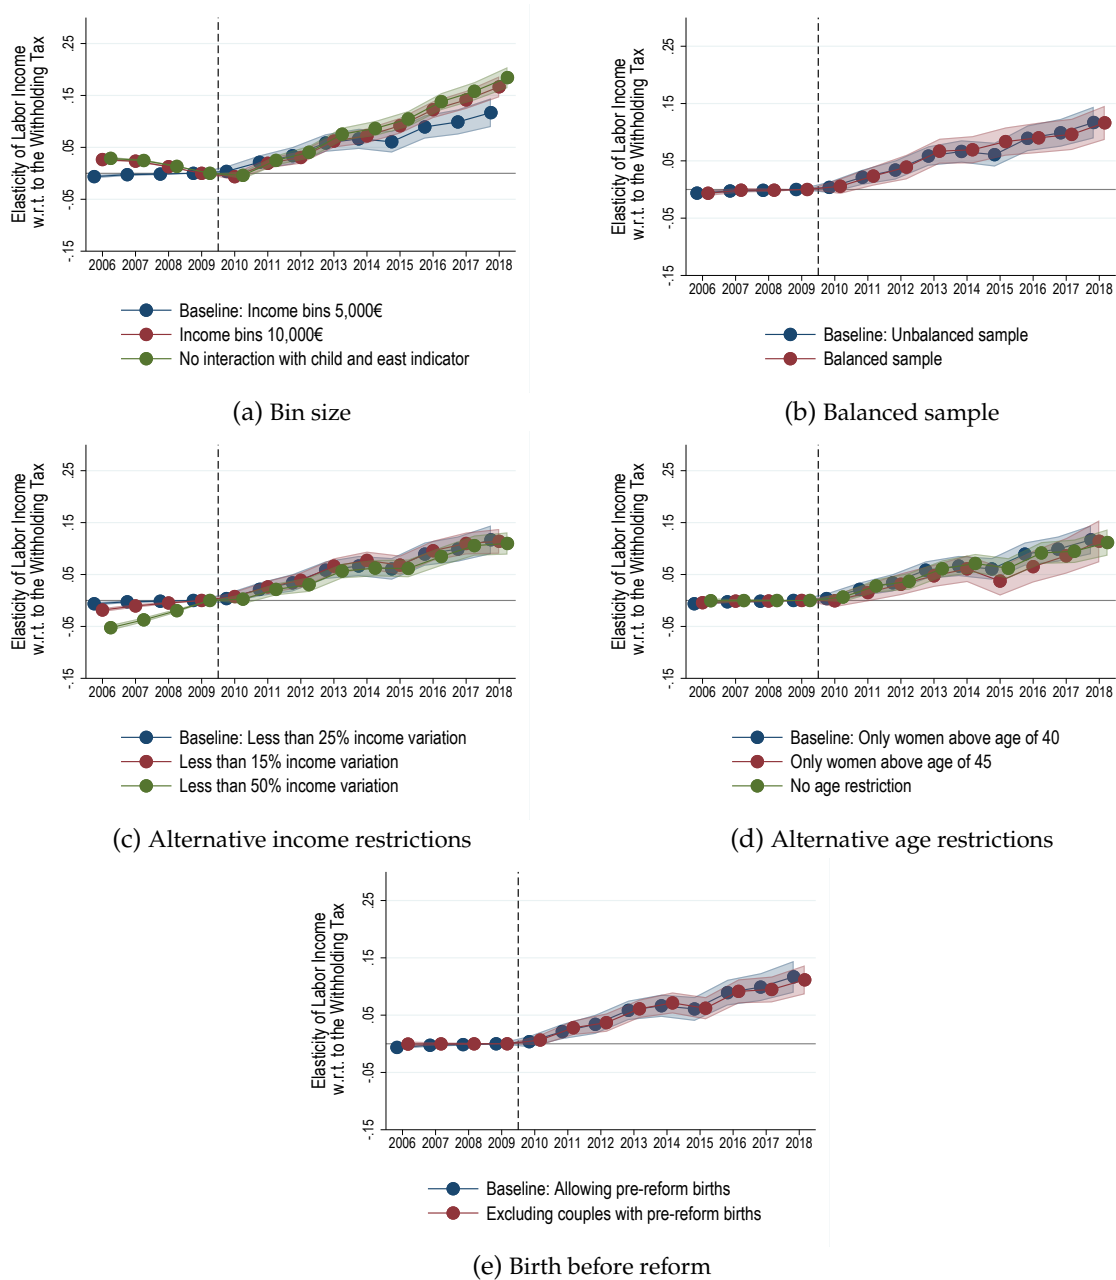 Elasticity of Labor Income
w.r.t. to the Withholding Tax
.25
.15
.05
-.05
-.15
2006 2007 2008 2009 2010 2011 2012 2013 2014 2015 2016 2017 2018
Baseline: Income bins 5,000€
Income bins 10,000€
No interaction with child and east indicator
(a) Bin size
Elasticity of Labor Income
w.r.t. to the Withholding Tax
.25
.15
.05
-.05
-.15
2006 2007 2008 2009 2010 2011 2012 2013 2014 2015 2016 2017 2018
Baseline: Unbalanced sample
Balanced sample
(b) Balanced sample
Elasticity of Labor Income
w.r.t. to the Withholding Tax
.25
.15
.05
-.05
-.15
2006 2007 2008 2009 2010 2011 2012 2013 2014 2015 2016 2017 2018
Baseline: Less than 25% income variation
Less than 15% income variation
Less than 50% income variation
(c) Alternative income restrictions
Elasticity of Labor Income
w.r.t. to the Withholding Tax
.25
.15
.05
-.05
-.15
2006 2007 2008 2009 2010 2011 2012 2013 2014 2015 2016 2017 2018
Baseline: Only women above age of 40
Only women above age of 45
No age restriction
(d) Alternative age restrictions
Elasticity of Labor Income
w.r.t. to the Withholding Tax
.25
.15
.05
-.05
-.15
2006 2007 2008 2009 2010 2011 2012 2013 2014 2015 2016 2017 2018
Baseline: Allowing pre-reform births
Excluding couples with pre-reform births
(e) Birth before reform